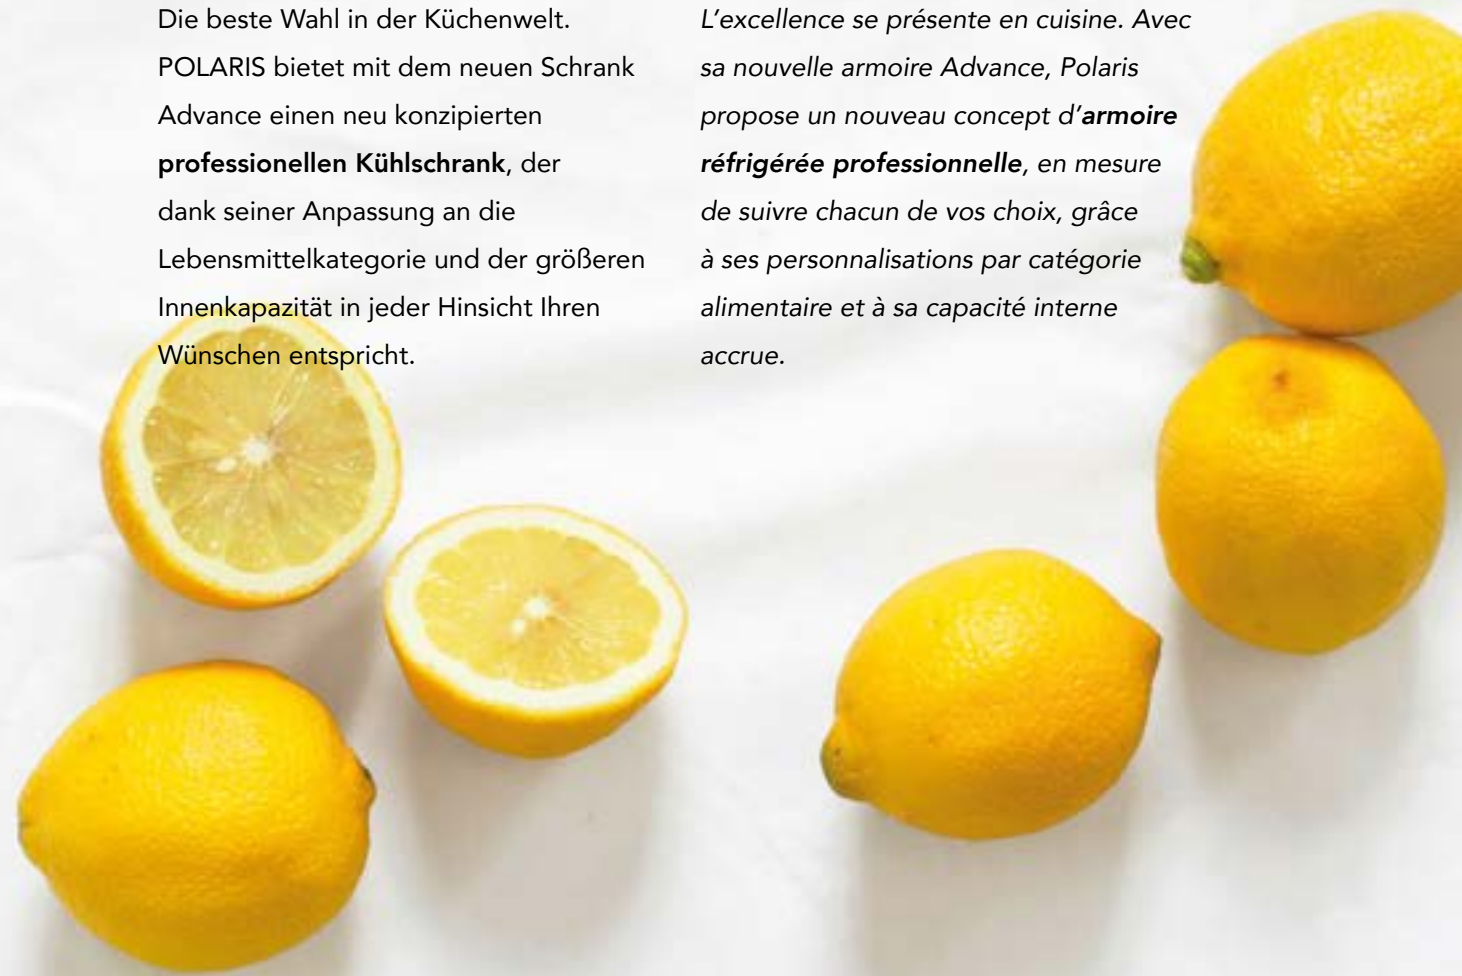 Die beste Wahl in der Küchenwelt.
POLARIS bietet mit dem neuen Schrank
Advance einen neu konzipierten
professionellen Kühlschrank, der
dank seiner Anpassung an die
Lebensmittelkategorie und der größeren
Innenkapazität in jeder Hinsicht Ihren
Wünschen entspricht.
L’excellence se présente en cuisine. Avec
sa nouvelle armoire Advance, Polaris
propose un nouveau concept d’armoire
réfrigérée professionnelle, en mesure
de suivre chacun de vos choix, grâce
à ses personnalisations par catégorie
alimentaire et à sa capacité interne
accrue.